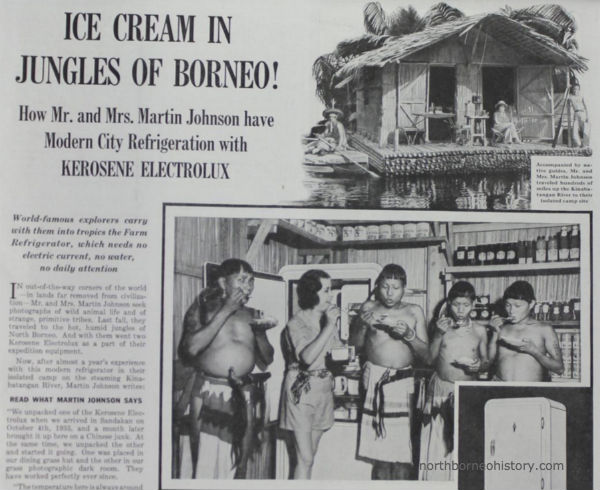 ICE CREAM IN
JUNGLES OF BORNEO!
How Mr. and Mrs. Martin Johnson have
Modern City Refrigeration with
KEROSENE ELECTROLUX
Accompanied by na-
tive guides, Mr. and
Mrs. Martin Johnson
traveled hundreds of
miles up the Kinaba-
tangan River to their
isolated camp site
World-famous explorers carry
with them into tropics the Farm
Refrigerator, which needs no
electric current, no water,
no daily attention
IN out-of-the-way corners of the world
—in lands far removed from civiliza-
tion—Mr. and Mrs. Martin Johnson seek
photographs of wild animal life and of
strange, primitive tribes. Last fall, they
traveled to the hot, humid jungles of
North Borneo. And with them went two
Kerosene Electrolux as a part of their
expedition equipment.
Now, after almost a year's experience
with this modern refrigerator in their
isolated camp on the steaming Kina-
batangan River, Martin Johnson writes:
READ WHAT MARTIN JOHNSON SAYS
"We unpacked one of the Kerosene Elec-
trolux when we arrived in Sandakan on
October 4th, 1935, and a month later
brought it up here on a Chinese junk. At
the same time, we unpacked the other
and started it going. One was placed in
our dining grass hut and the other in our
grass photographic dark room. They
have worked perfectly ever since.
"The temperature here is always around
northborneohistory.com